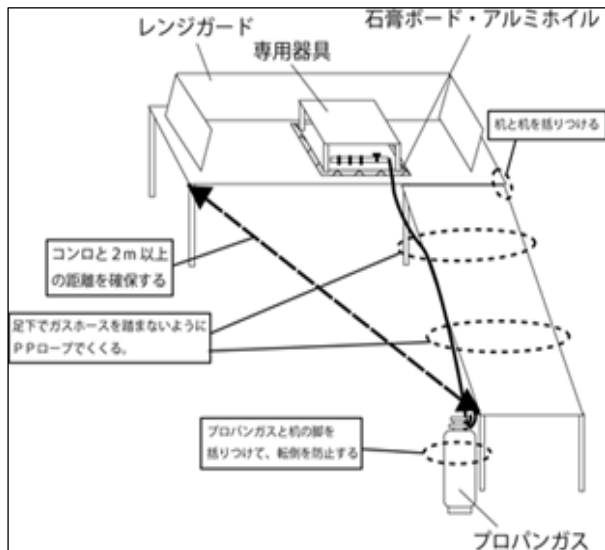 石膏ボード・アルミホイル
レンジガード
専用器具
机と机を括りつける
コンロと2m以上
の距離を確保する
足下でガスホースを踏まないように
PPロープでくくる。
プロパンガスと机の脚を
括りつけて、転倒を防止する
プロパンガス